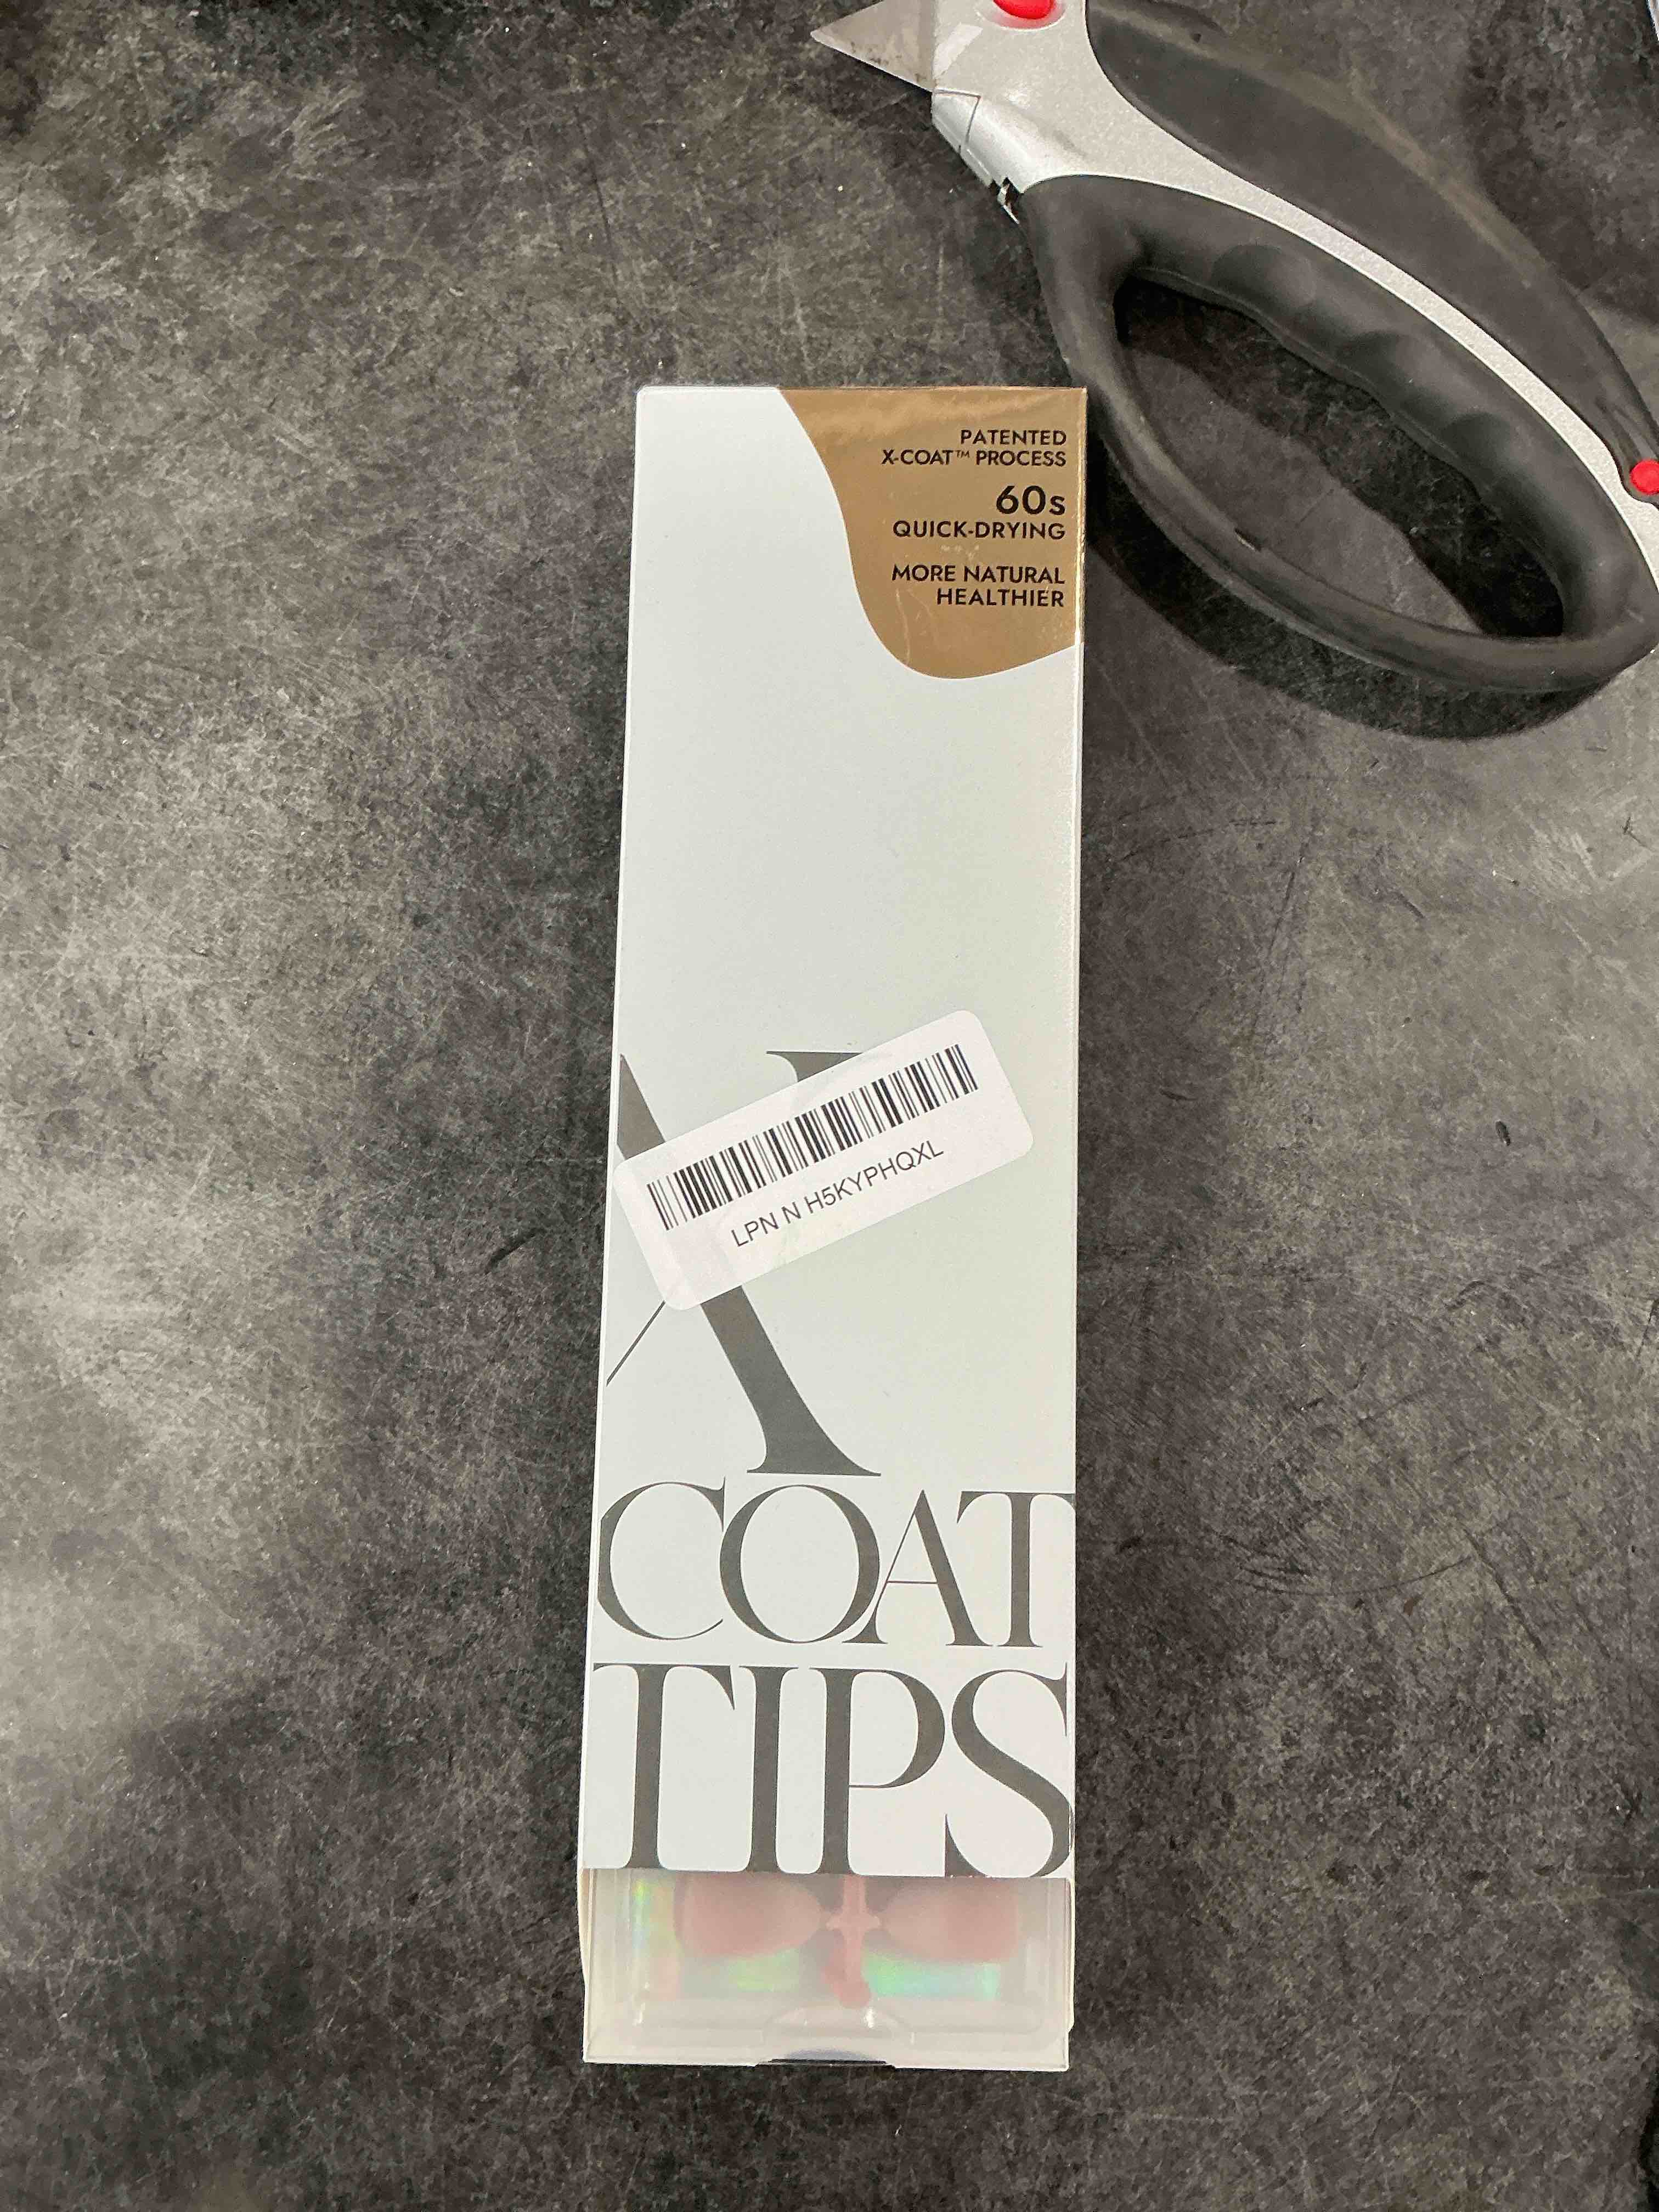 PATENTED
X-COAT™ PROCESS
60s
QUICK-DRYING
MORE NATURAL
HEALTHIER
LPN N H5KYPHQXL
X
COAT
TIPS